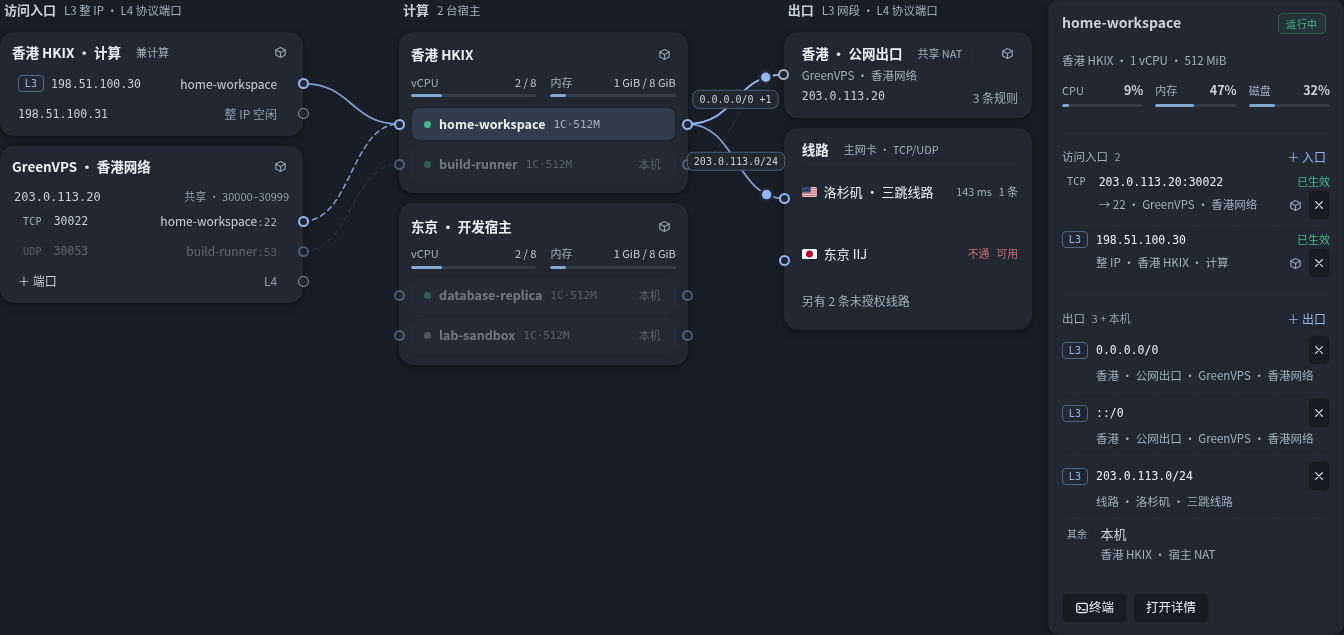 访问入口 L3 整 IP · L4 协议端口
香港 HKIX · 计算 兼计算
L3 198.51.100.30 home-workspace
198.51.100.31 整 IP 空闲
GreenVPS · 香港网络
203.0.113.20 共享 · 30000–30999
TCP 30022 home-workspace:22
UDP 30053 build-runner:53
+ 端口 L4
计算 2 台宿主
香港 HKIX
vCPU 2 / 8 内存 1 GiB / 8 GiB
home-workspace 1C·512M
build-runner 1C·512M 本机
东京 · 开发宿主
vCPU 2 / 8 内存 1 GiB / 8 GiB
database-replica 1C·512M 本机
lab-sandbox 1C·512M 本机
0.0.0.0/0 +1
203.0.113.0/24
出口 L3 网段 · L4 协议端口
香港 · 公网出口 共享 NAT
GreenVPS · 香港网络
203.0.113.20 3 条规则
线路 主网卡 · TCP/UDP
洛杉矶 · 三跳线路 143 ms 1 条
东京 IIJ 不通 可用
另有 2 条未授权线路
home-workspace 运行中
香港 HKIX · 1 vCPU · 512 MiB
CPU 9% 内存 47% 磁盘 32%
访问入口 2 + 入口
TCP 203.0.113.20:30022 已生效
→ 22 · GreenVPS · 香港网络
L3 198.51.100.30 已生效
整 IP · 香港 HKIX · 计算
出口 3 + 本机 + 出口
L3 0.0.0.0/0
香港 · 公网出口 · GreenVPS · 香港网络
L3 ::/0
香港 · 公网出口 · GreenVPS · 香港网络
L3 203.0.113.0/24
线路 · 洛杉矶 · 三跳线路
其余 本机
香港 HKIX · 宿主 NAT
终端 打开详情